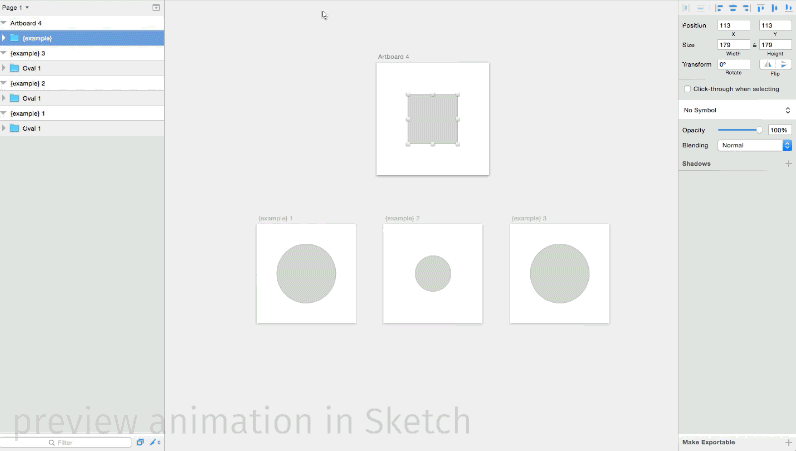 Page 1
Artboard 4
{example}
{example} 3
Oval 1
{example} 2
Oval 1
{example} 1
Oval 1
Filter
Artboard 4
{example} 1
{example} 2
{example} 3
preview animation in Sketch
Position 113 113
X Y
Size 179 179
Width Height
Transform 0°
Rotate Flip
Click-through when selecting
No Symbol
Opacity 100%
Blending Normal
Shadows
Make Exportable